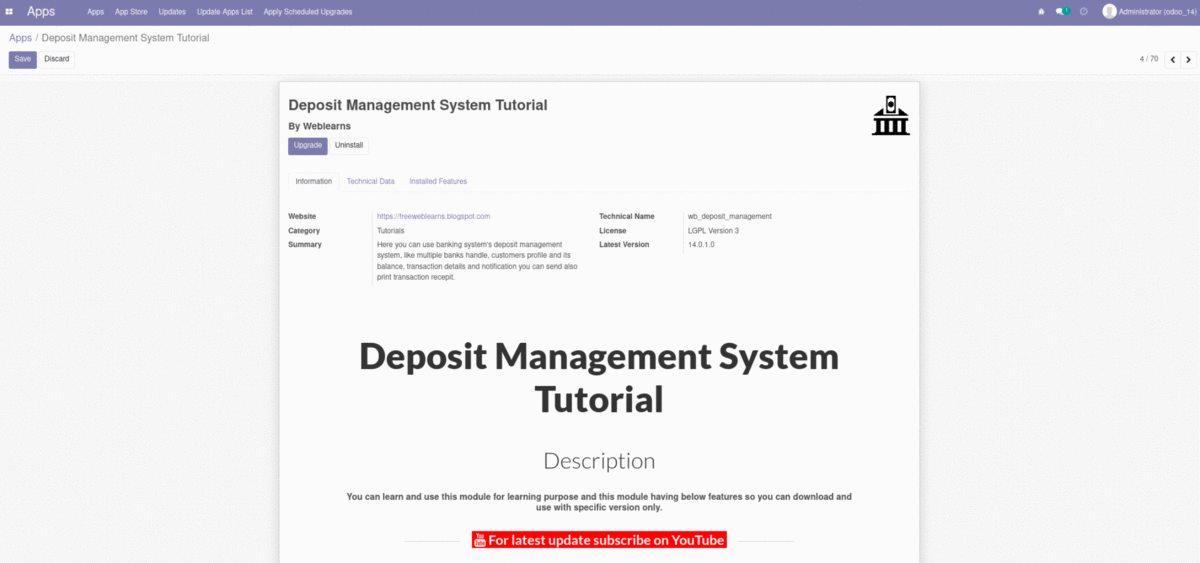 Apps Apps App Store Updates Update Apps List Apply Scheduled Upgrades 1 Administrator (odoo_14)
Apps / Deposit Management System Tutorial
Save Discard 4 / 70
Deposit Management System Tutorial
By Weblearns
Upgrade Uninstall
Information Technical Data Installed Features
Website https://freeweblearns.blogspot.com Technical Name wb_deposit_management
Category Tutorials License LGPL Version 3
Summary Here you can use banking system's deposit management Latest Version 14.0.1.0
system, like multiple banks handle, customers profile and its
balance, transaction details and notification you can send also
print transaction recepit.
Deposit Management System
Tutorial
Description
You can learn and use this module for learning purpose and this module having below features so you can download and
use with specific version only.
You Tube For latest update subscribe on YouTube